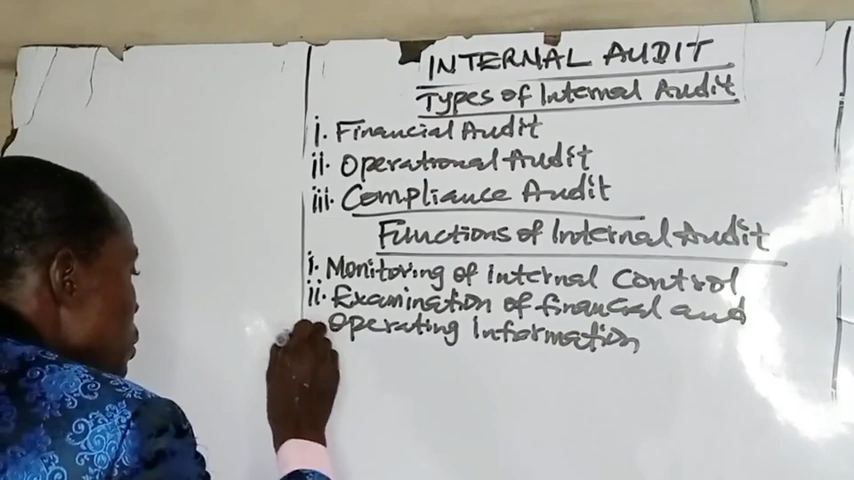 INTERNAL AUDIT
Types of Internal Audit
i. Financial Audit
ii. Operational Audit
iii. Compliance Audit
Functions of Internal Audit
i. Monitoring of internal control
ii. Examination of financial and
operating information